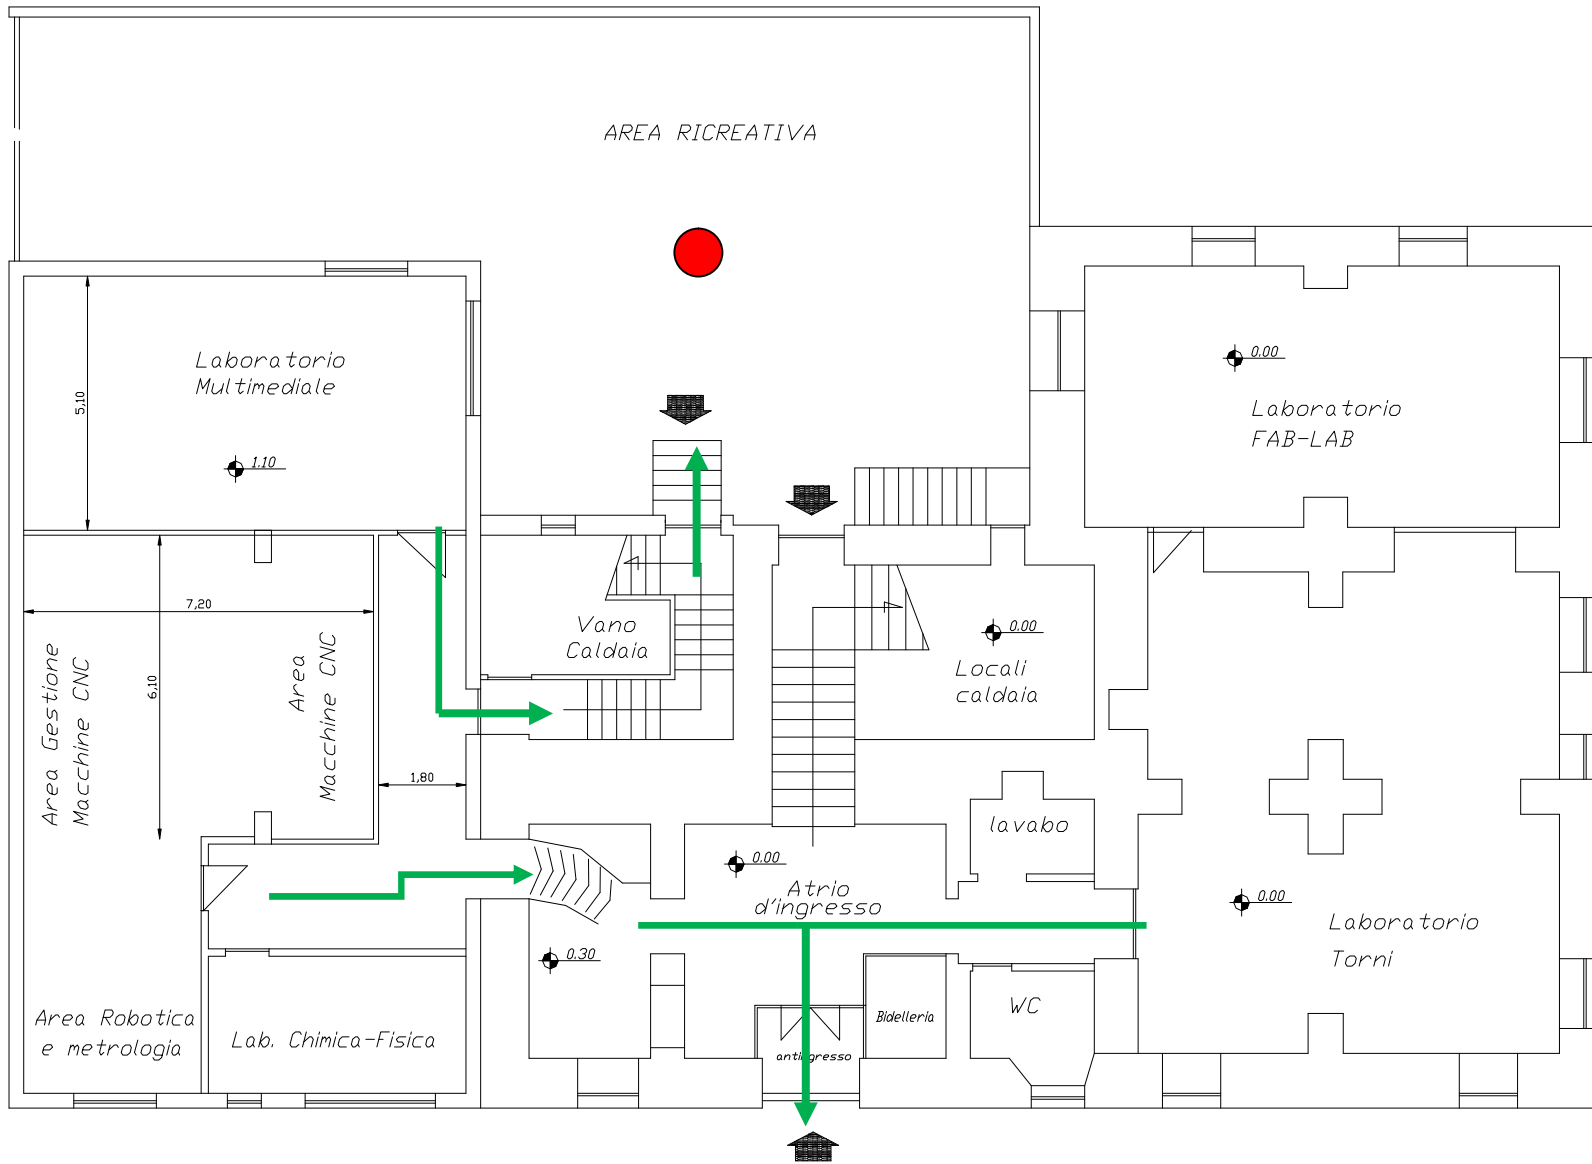 AREA RICREATIVA
Laboratorio
Multimediale
5,10
1.10
0.00
Laboratorio
FAB-LAB
7,20
6,10
Area Gestione
Macchine CNC
Area
Macchine CNC
1,80
Vano
Caldaia
0.00
Locali
caldaia
lavabo
0.00
Atrio
d'ingresso
0.30
0.00
Laboratorio
Torni
Area Robotica
e metrologia
Lab. Chimica-Fisica
antingresso
Bidelleria
WC